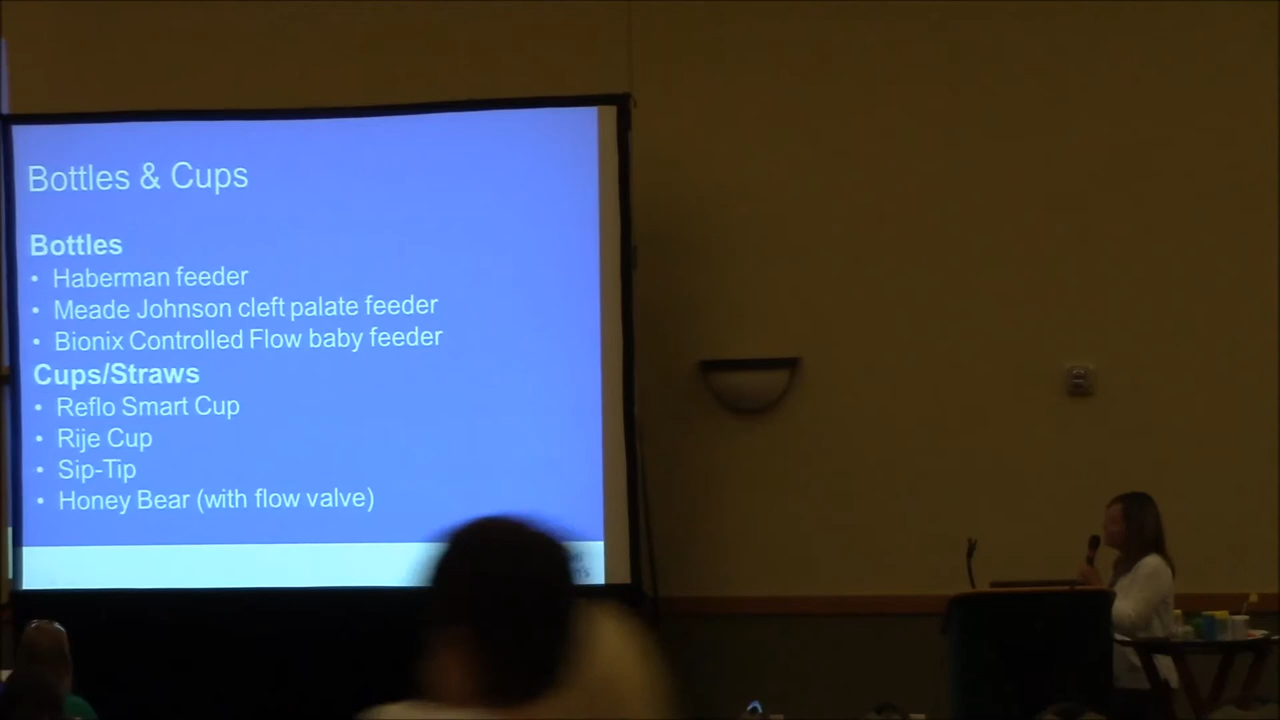 Bottles & Cups
Bottles
• Haberman feeder
• Meade Johnson cleft palate feeder
• Bionix Controlled Flow baby feeder
Cups/Straws
• Reflo Smart Cup
• Rije Cup
• Sip-Tip
• Honey Bear (with flow valve)